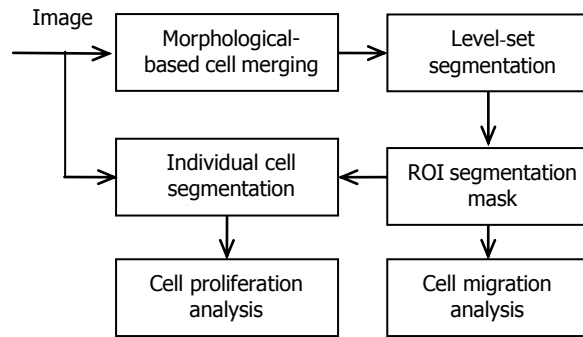 Image
Morphological-
based cell merging
Level-set
segmentation
Individual cell
segmentation
ROI segmentation
mask
Cell proliferation
analysis
Cell migration
analysis